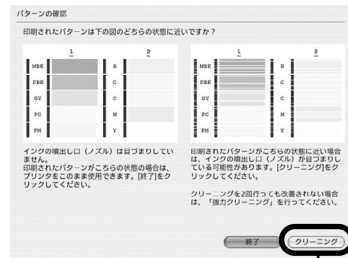 パターンの確認
印刷されたパターンは下の図のどちらの状態に近いですか？
1 2
MBK R
PBK G
GY C
PC M
PM Y
1 2
MBK R
PBK G
GY C
PC M
PM Y
インクの噴出し口（ノズル）は目づまりしてい
ません。
印刷されたパターンがこちらの状態の場合は、
プリンタをこのまま使用できます。[終了]をク
リックしてください。
印刷されたパターンがこちらの状態に近い場合
は、インクの噴出し口（ノズル）が目づまりし
ている可能性があります。[クリーニング]をク
リックしてください。
クリーニングを2回行っても改善されない場合
は、「強力クリーニング」を行ってください。
終了
クリーニング